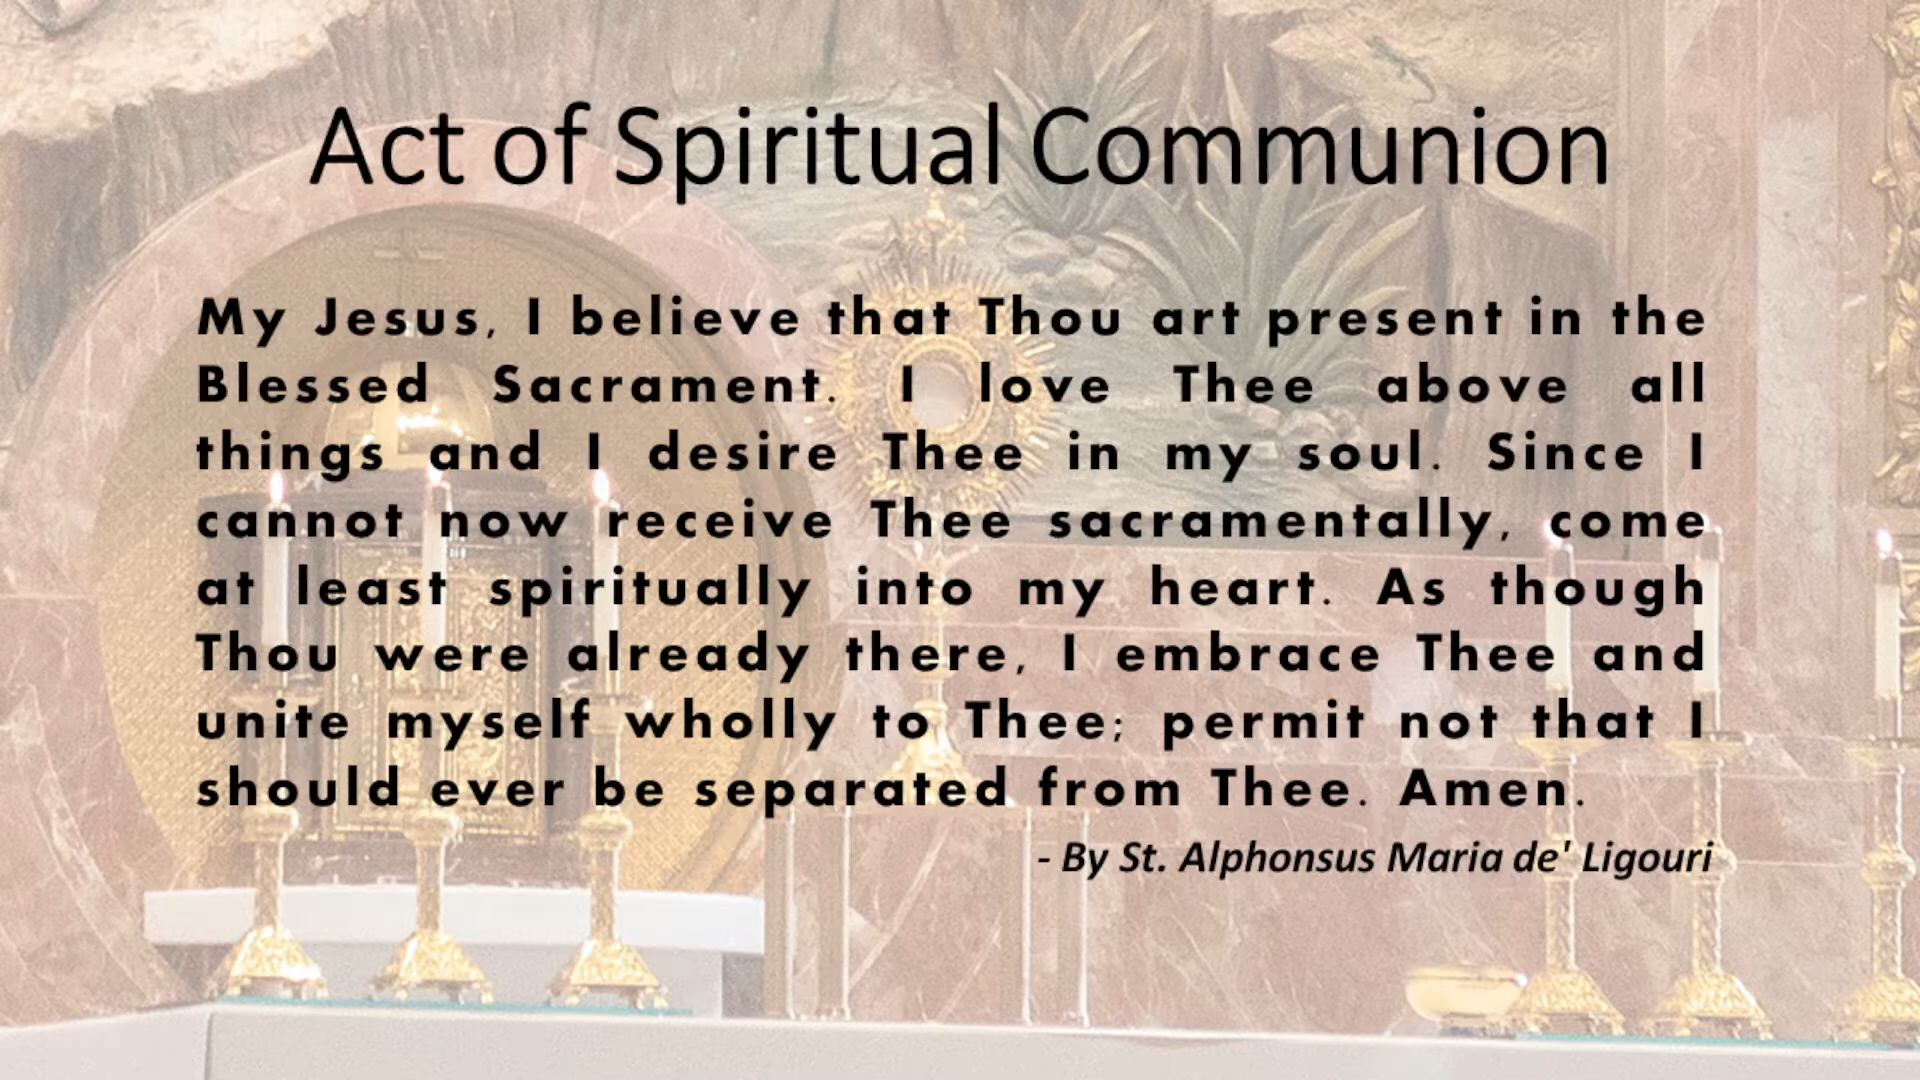 Act of Spiritual Communion
My Jesus, I believe that Thou art present in the
Blessed Sacrament. I love Thee above all
things and I desire Thee in my soul. Since I
cannot now receive Thee sacramentally, come
at least spiritually into my heart. As though
Thou were already there, I embrace Thee and
unite myself wholly to Thee; permit not that I
should ever be separated from Thee. Amen.
- By St. Alphonsus Maria de' Ligouri